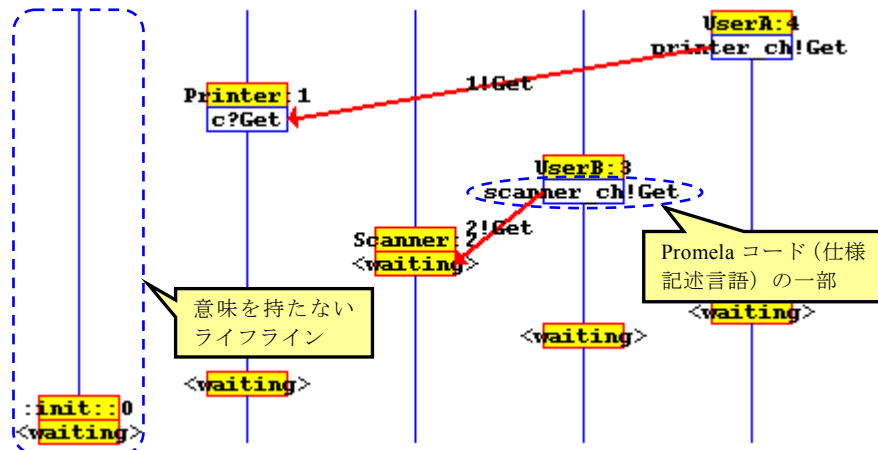 UserA:4
printer_ch!Get
1!Get
Printer:1
c?Get
UserB:3
scanner_ch!Get
2!Get
Scanner:2
<waiting>
Promela コード（仕様
記述言語）の一部
意味を持たない
ライフライン
<waiting>
<waiting>
<waiting>
:init::0
<waiting>